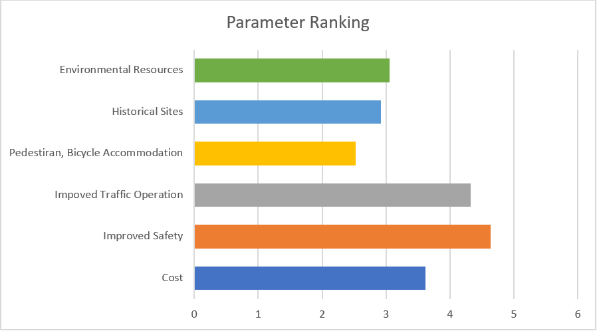 Parameter Ranking
Environmental Resources
Historical Sites
Pedestiran, Bicycle Accommodation
Impoved Traffic Operation
Improved Safety
Cost
0 1 2 3 4 5 6